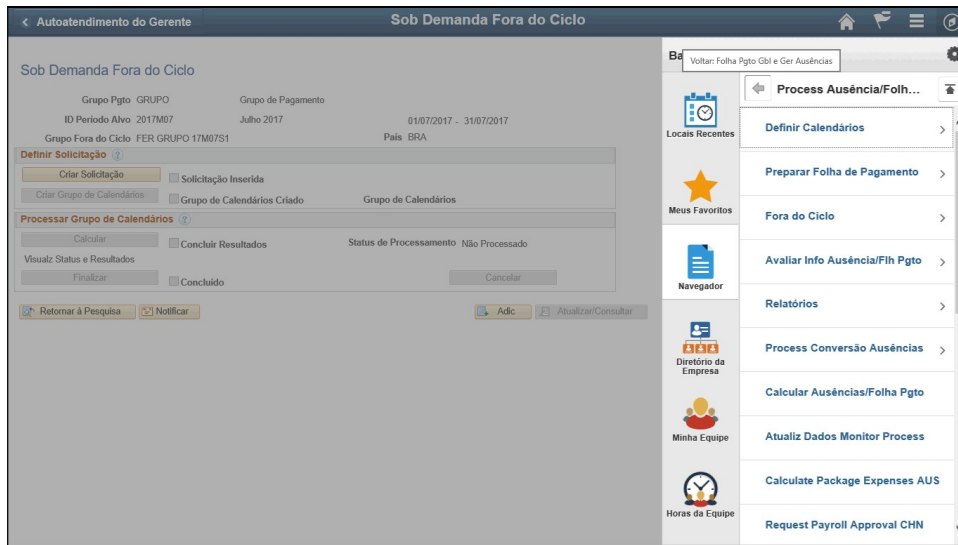 Autoatendimento do Gerente
Sob Demanda Fora do Ciclo
Sob Demanda Fora do Ciclo
Grupo Pgto GRUPO Grupo de Pagamento
ID Período Alvo 2017M07 Julho 2017 01/07/2017 - 31/07/2017
Grupo Fora do Ciclo FER GRUPO 17M07S1 País BRA
Definir Solicitação
Criar Solicitação Solicitação Inserida
Criar Grupo de Calendários Grupo de Calendários Criado Grupo de Calendários
Processar Grupo de Calendários
Calcular Concluir Resultados Status de Processamento Não Processado
Visualz Status e Resultados
Finalizar Concluído Cancelar
Retornar à Pesquisa Notificar Adic Atualizar/Consultar
Ba
Voltar: Folha Pgto Gbl e Ger Ausências
Locais Recentes
Meus Favoritos
Navegador
Diretório da
Empresa
Minha Equipe
Horas da Equipe
Process Ausência/Folh...
Definir Calendários
Preparar Folha de Pagamento
Fora do Ciclo
Avaliar Info Ausência/Flh Pgto
Relatórios
Process Conversão Ausências
Calcular Ausências/Folha Pgto
Atualiz Dados Monitor Process
Calculate Package Expenses AUS
Request Payroll Approval CHN